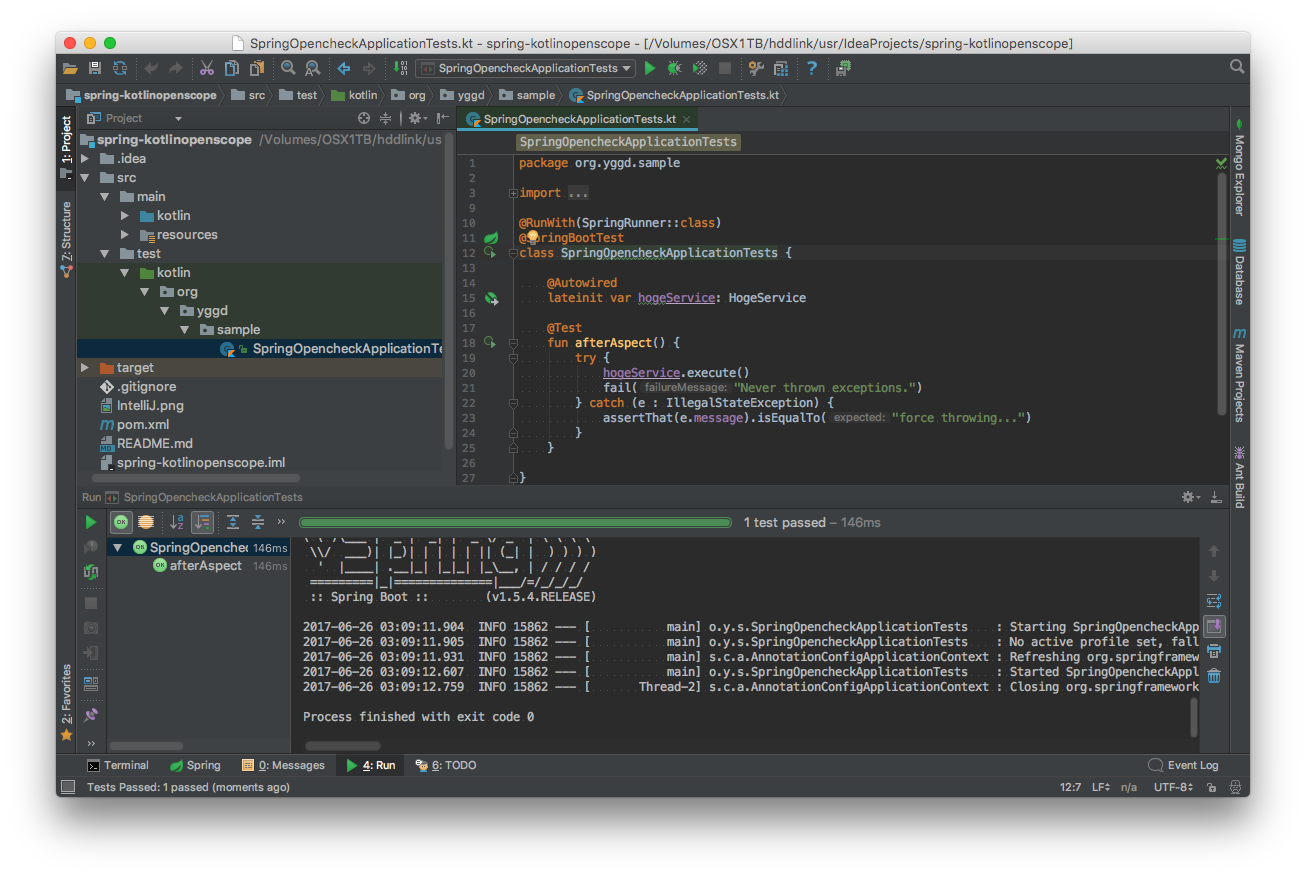 SpringOpencheckApplicationTests.kt - spring-kotlinopenscope - [/Volumes/OSX1TB/hddlink/usr/IdeaProjects/spring-kotlinopenscope]
SpringOpencheckApplicationTests
spring-kotlinopenscope src test kotlin org yggd sample SpringOpencheckApplicationTests.kt
1: Project
Z: Structure
2: Favorites
Project
spring-kotlinopenscope /Volumes/OSX1TB/hddlink/us
.idea
src
main
kotlin
resources
test
kotlin
org
yggd
sample
SpringOpencheckApplicationTe
target
.gitignore
IntelliJ.png
pom.xml
README.md
spring-kotlinopenscope.iml
SpringOpencheckApplicationTests.kt
SpringOpencheckApplicationTests
1 package org.yggd.sample
2
3 import ...
9
10 @RunWith(SpringRunner::class)
11 @SpringBootTest
12 class SpringOpencheckApplicationTests {
13
14 @Autowired
15 lateinit var hogeService: HogeService
16
17 @Test
18 fun afterAspect() {
19 try {
20 hogeService.execute()
21 fail( failureMessage: "Never thrown exceptions.")
22 } catch (e : IllegalStateException) {
23 assertThat(e.message).isEqualTo( expected: "force throwing...")
24 }
25 }
26
27 }
Mongo Explorer
Database
Maven Projects
Ant Build
Run SpringOpencheckApplicationTests
1 test passed – 146ms
SpringOpenchec 146ms
afterAspect 146ms
:: Spring Boot :: (v1.5.4.RELEASE)
2017-06-26 03:09:11.904 INFO 15862 --- [ main] o.y.s.SpringOpencheckApplicationTests : Starting SpringOpencheckApp
2017-06-26 03:09:11.905 INFO 15862 --- [ main] o.y.s.SpringOpencheckApplicationTests : No active profile set, fall
2017-06-26 03:09:11.931 INFO 15862 --- [ main] s.c.a.AnnotationConfigApplicationContext : Refreshing org.springframew
2017-06-26 03:09:12.607 INFO 15862 --- [ main] o.y.s.SpringOpencheckApplicationTests : Started SpringOpencheckAppl
2017-06-26 03:09:12.759 INFO 15862 --- [ Thread-2] s.c.a.AnnotationConfigApplicationContext : Closing org.springframework
Process finished with exit code 0
Terminal Spring 0: Messages 4: Run 6: TODO Event Log
Tests Passed: 1 passed (moments ago) 12:7 LF n/a UTF-8